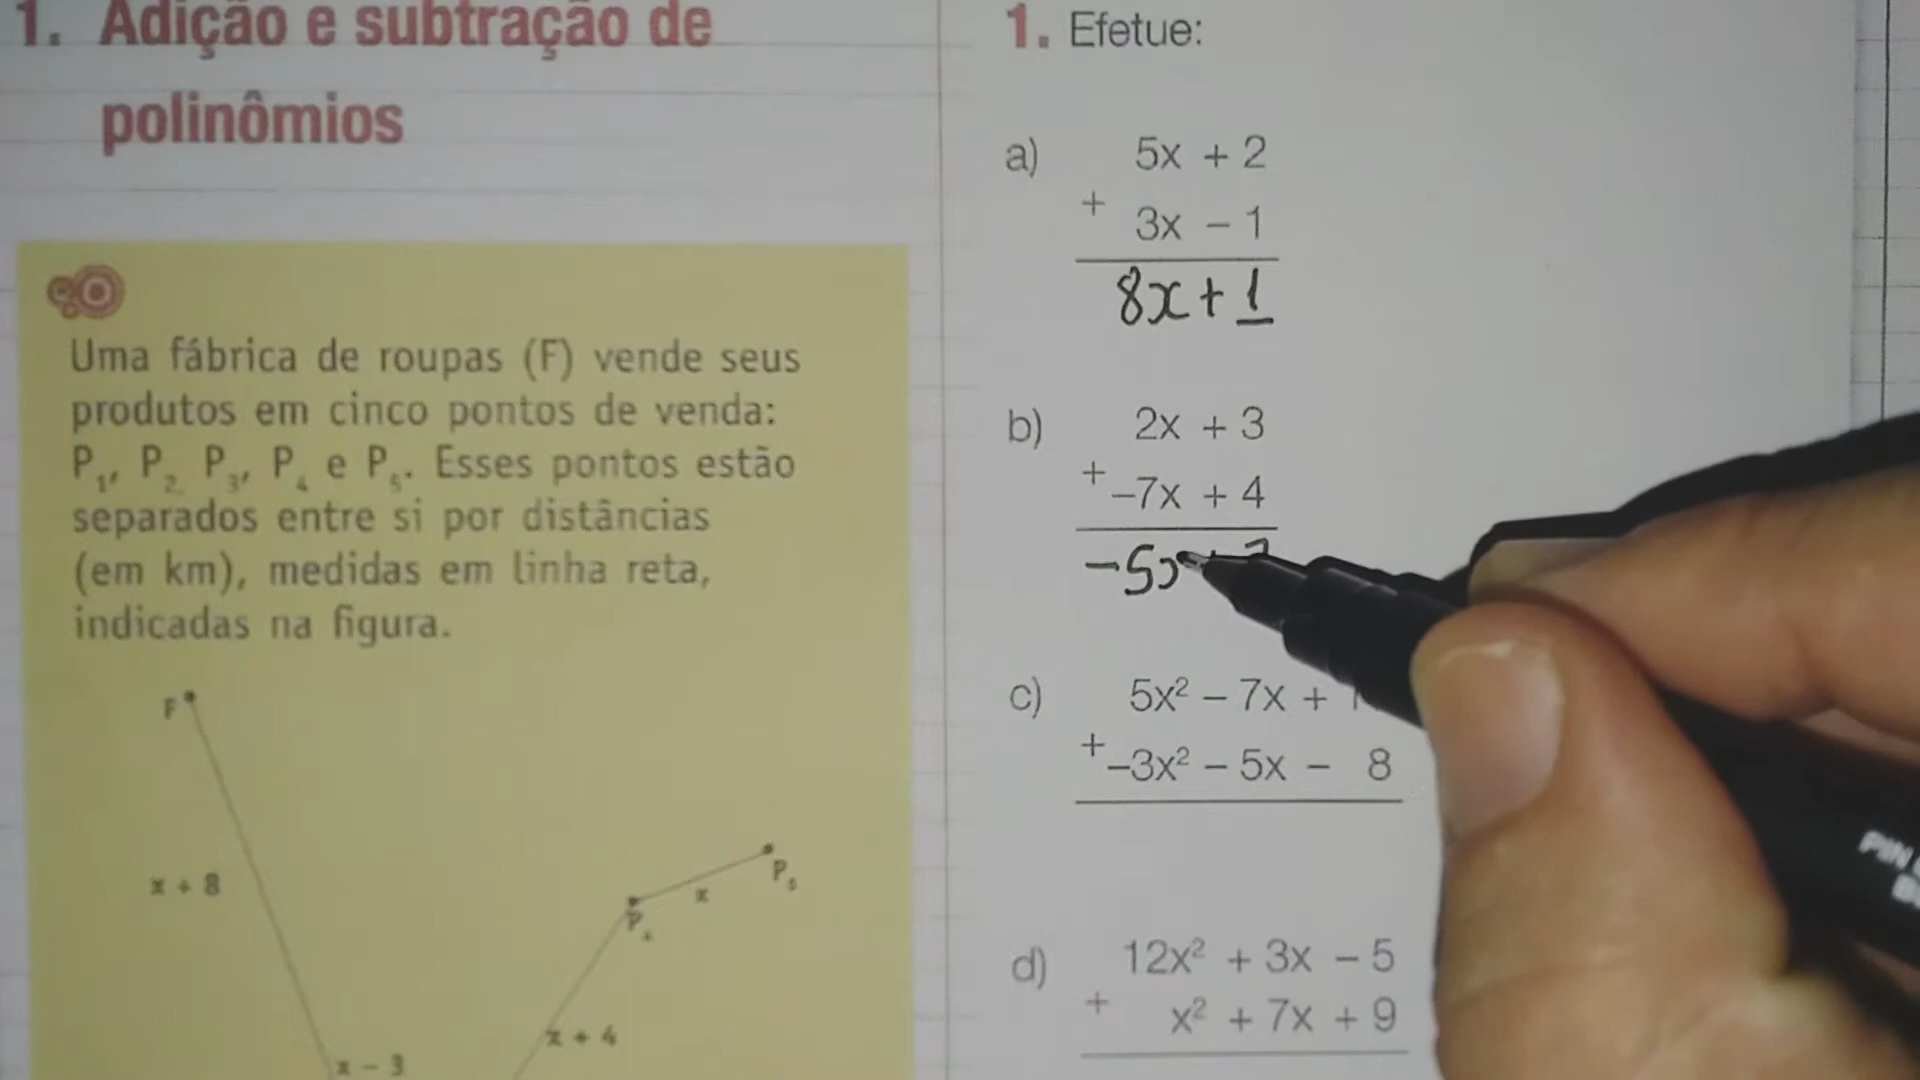 1. Adição e subtração de
polinômios
Uma fábrica de roupas (F) vende seus
produtos em cinco pontos de venda:
P₁, P₂, P₃, P₄ e P₅. Esses pontos estão
separados entre si por distâncias
(em km), medidas em linha reta,
indicadas na figura.
F
x + 8
x - 3
x + 4
P₄
x
P₅
1. Efetue:
a) 5x + 2
+ 3x – 1
8x + 1
b) 2x + 3
+ –7x + 4
-5x
c) 5x² – 7x +
+ –3x² – 5x – 8
d) 12x² + 3x – 5
+ x² + 7x + 9
PIN